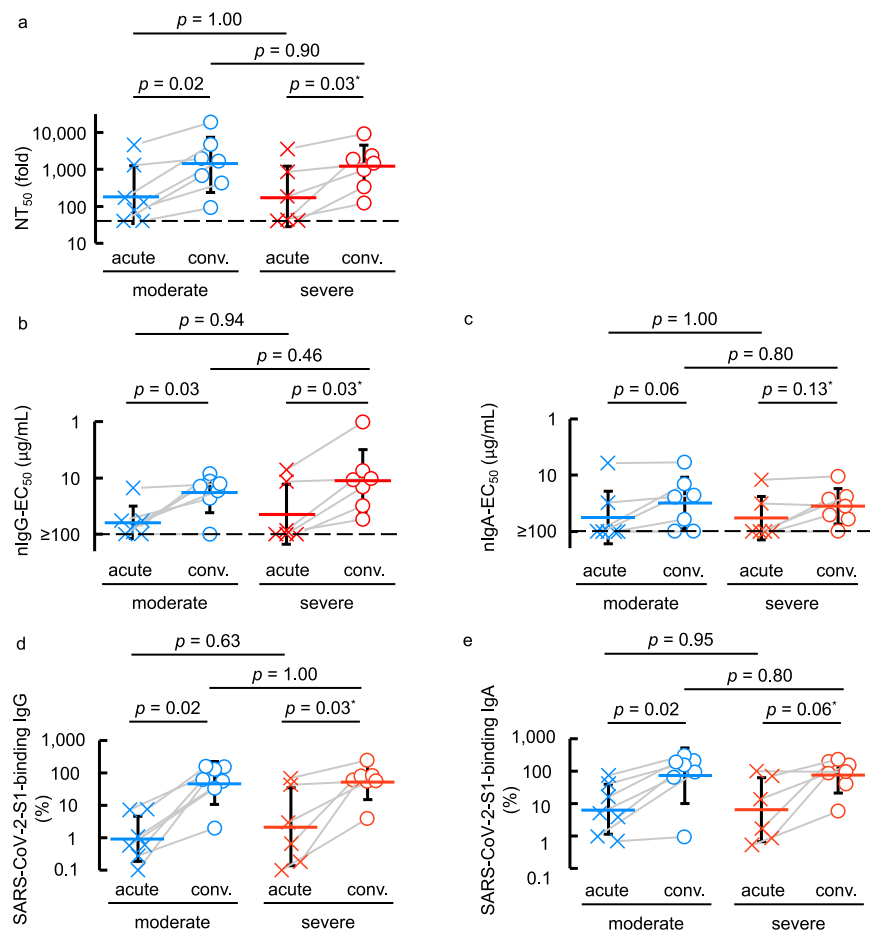 a
p = 1.00
p = 0.90
p = 0.02
p = 0.03*
NT50 (fold)
10,000
1,000
100
10
acute
conv.
acute
conv.
moderate
severe
b
p = 0.94
p = 0.46
p = 0.03
p = 0.03*
nIgG-EC50 (µg/mL)
1
10
≥100
acute
conv.
acute
conv.
moderate
severe
c
p = 1.00
p = 0.80
p = 0.06
p = 0.13*
nIgA-EC50 (µg/mL)
1
10
≥100
acute
conv.
acute
conv.
moderate
severe
d
p = 0.63
p = 1.00
p = 0.02
p = 0.03*
SARS-CoV-2-S1-binding IgG
(%)
1,000
100
10
1
0.1
acute
conv.
acute
conv.
moderate
severe
e
p = 0.95
p = 0.80
p = 0.02
p = 0.06*
SARS-CoV-2-S1-binding IgA
(%)
1,000
100
10
1
0.1
acute
conv.
acute
conv.
moderate
severe